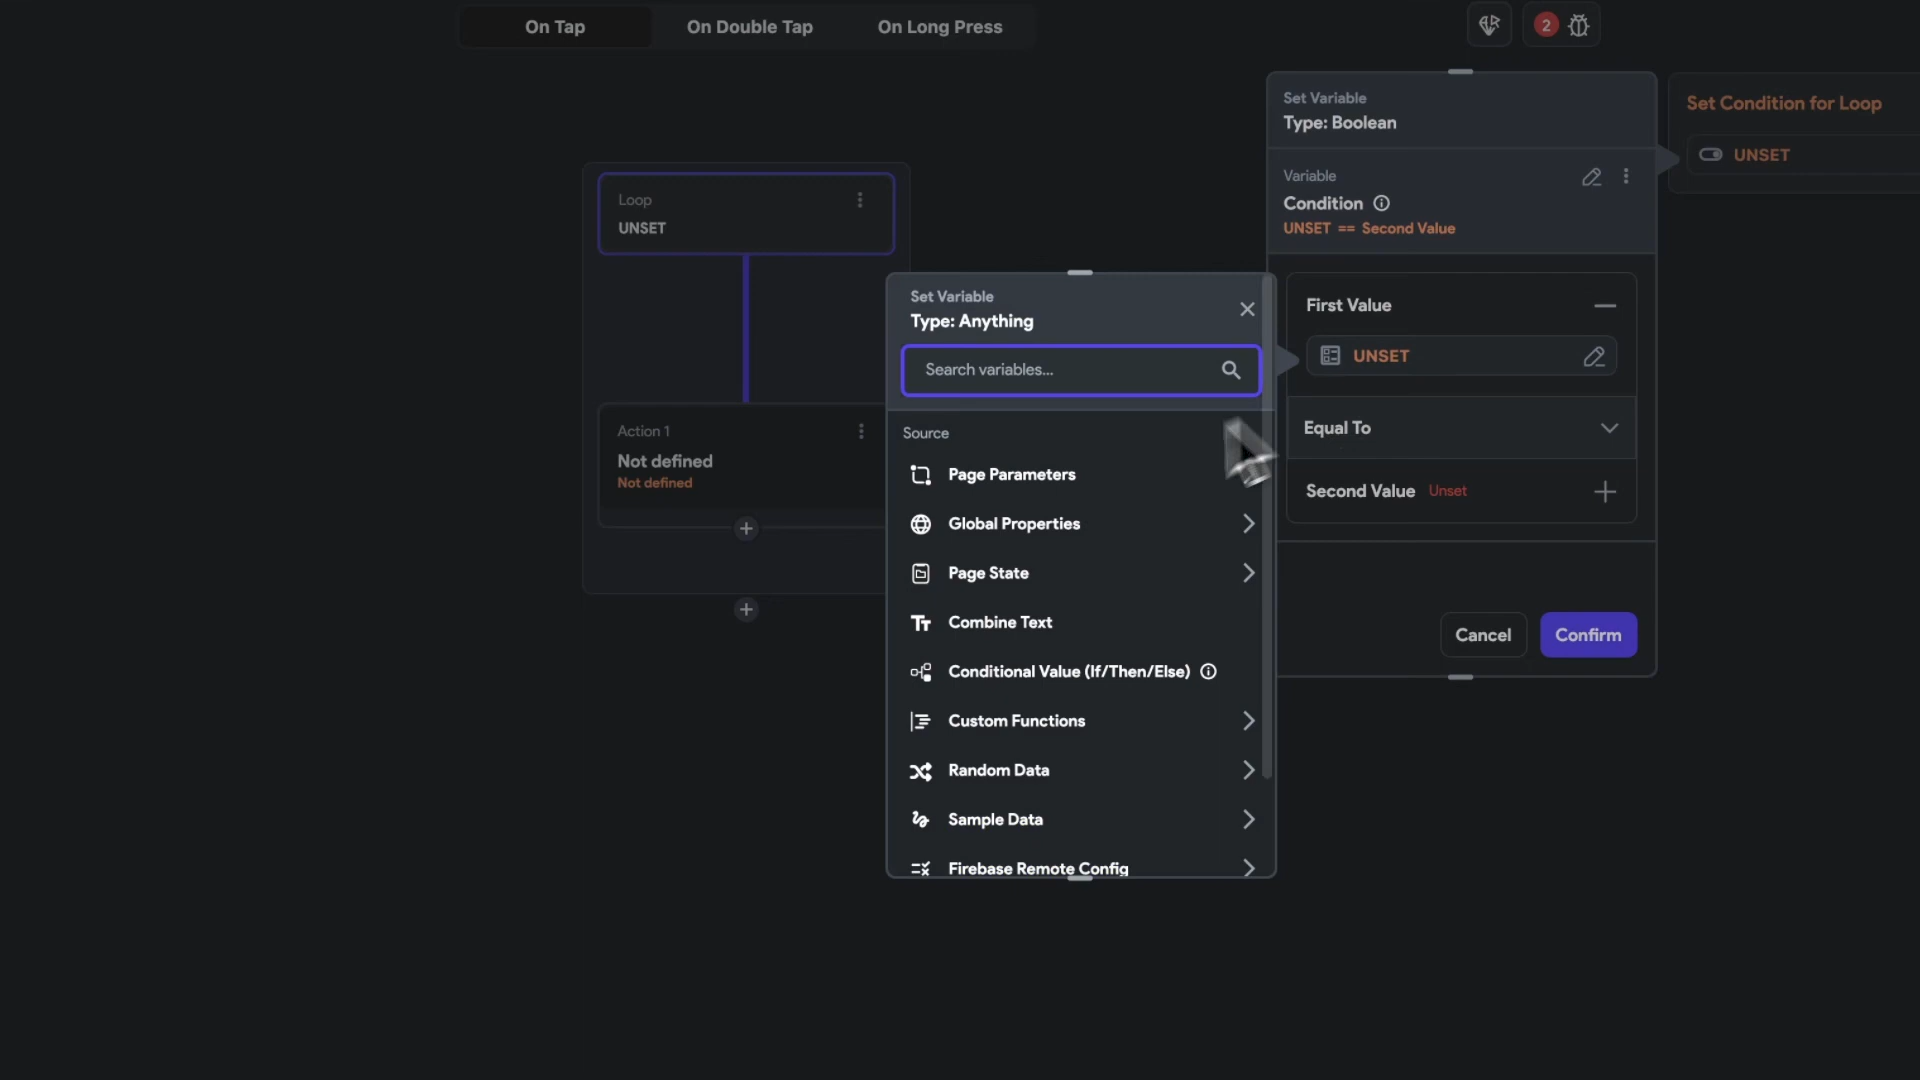 On Tap
On Double Tap
On Long Press
2
Set Variable
Type: Boolean
Set Condition for Loop
UNSET
Variable
Condition
UNSET == Second Value
Loop
UNSET
First Value
UNSET
Equal To
Second Value Unset
Cancel
Confirm
Set Variable
Type: Anything
Search variables...
Source
Page Parameters
Global Properties
Page State
Combine Text
Conditional Value (If/Then/Else)
Custom Functions
Random Data
Sample Data
Firebase Remote Config
Action 1
Not defined
Not defined